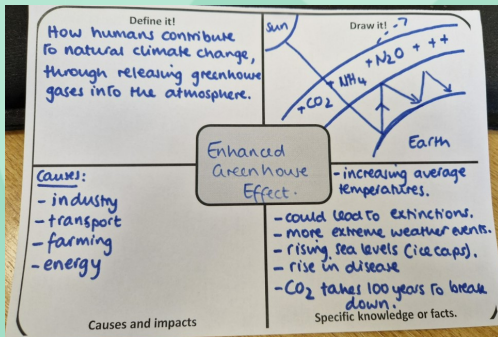 Define it!
How humans contribute
to natural climate change,
through releasing greenhouse
gases into the atmosphere.
Draw it!
Sun
+CO2
+ NH4
+N2O + ++
Earth
Enhanced
Greenhouse
Effect.
Causes:
- industry
- transport
- farming
- energy
Causes and impacts
- increasing average
temperatures.
- could lead to extinctions.
- more extreme weather events.
- rising sea levels (ice caps).
- rise in disease
- CO2 takes 100 years to break
down.
Specific knowledge or facts.